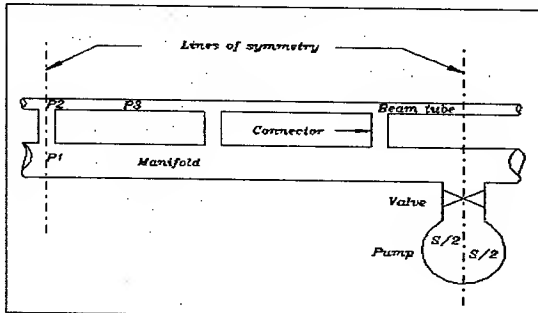 Lines of symmetry
P2
P3
Beam tube
Connector
P1
Manifold
Valve
S/2
S/2
Pump